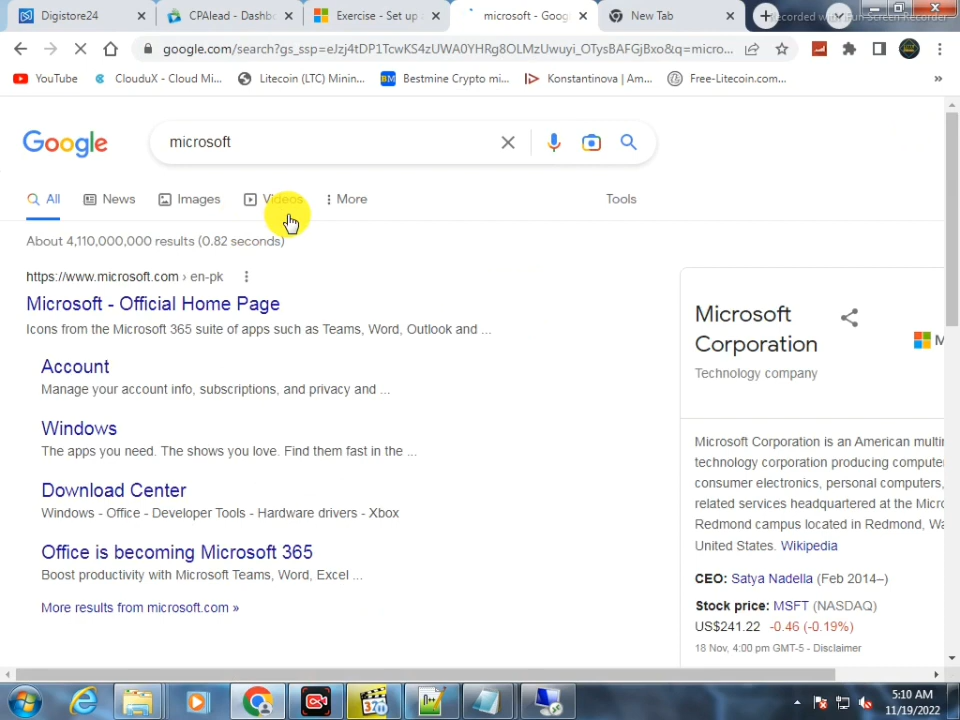 Digistore24
CPAlead - Dashb
Exercise - Set up
microsoft - Goog
New Tab
ecorded with Fun Screen Recorder
google.com/search?gs_ssp=eJzj4tDP1TcwKS4zUWA0YHRg8OLMzUwuyi_OTysBAFGjBxo&q=micro...
YouTube
ClouduX - Cloud Mi...
Litecoin (LTC) Minin...
Bestmine Crypto mi...
Konstantinova | Am...
Free-Litecoin.com...
»
Google
microsoft
All
News
Images
Videos
More
Tools
About 4,110,000,000 results (0.82 seconds)
https://www.microsoft.com › en-pk
Microsoft - Official Home Page
Icons from the Microsoft 365 suite of apps such as Teams, Word, Outlook and ...
Account
Manage your account info, subscriptions, and privacy and ...
Windows
The apps you need. The shows you love. Find them fast in the ...
Download Center
Windows - Office - Developer Tools - Hardware drivers - Xbox
Office is becoming Microsoft 365
Boost productivity with Microsoft Teams, Word, Excel ...
More results from microsoft.com »
Microsoft
Corporation
Technology company
M
Microsoft Corporation is an American multin
technology corporation producing compute
consumer electronics, personal computers,
related services headquartered at the Micro
Redmond campus located in Redmond, Wa
United States. Wikipedia
CEO: Satya Nadella (Feb 2014–)
Stock price: MSFT (NASDAQ)
US$241.22 -0.46 (-0.19%)
18 Nov, 4:00 pm GMT-5 - Disclaimer
BM
321
5:10 AM
11/19/2022